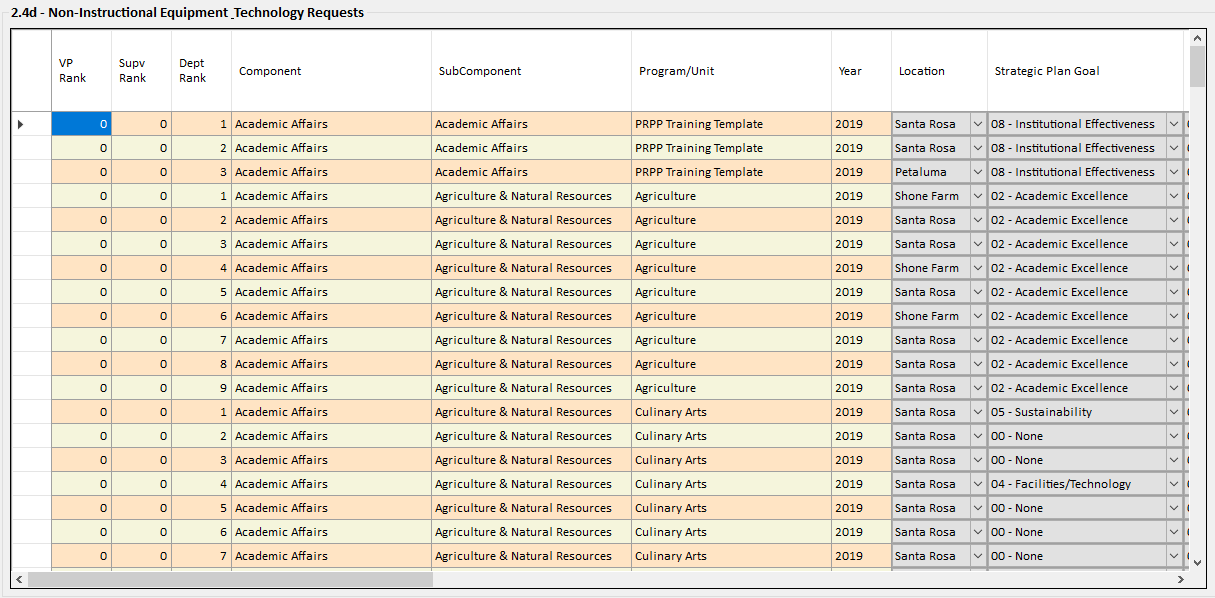 2.4d - Non-Instructional Equipment _Technology Requests
VP Rank Supv Rank Dept Rank Component SubComponent Program/Unit Year Location Strategic Plan Goal
0 0 1 Academic Affairs Academic Affairs PRPP Training Template 2019 Santa Rosa 08 - Institutional Effectiveness
0 0 2 Academic Affairs Academic Affairs PRPP Training Template 2019 Santa Rosa 08 - Institutional Effectiveness
0 0 3 Academic Affairs Academic Affairs PRPP Training Template 2019 Petaluma 08 - Institutional Effectiveness
0 0 1 Academic Affairs Agriculture & Natural Resources Agriculture 2019 Shone Farm 02 - Academic Excellence
0 0 2 Academic Affairs Agriculture & Natural Resources Agriculture 2019 Santa Rosa 02 - Academic Excellence
0 0 3 Academic Affairs Agriculture & Natural Resources Agriculture 2019 Santa Rosa 02 - Academic Excellence
0 0 4 Academic Affairs Agriculture & Natural Resources Agriculture 2019 Shone Farm 02 - Academic Excellence
0 0 5 Academic Affairs Agriculture & Natural Resources Agriculture 2019 Santa Rosa 02 - Academic Excellence
0 0 6 Academic Affairs Agriculture & Natural Resources Agriculture 2019 Shone Farm 02 - Academic Excellence
0 0 7 Academic Affairs Agriculture & Natural Resources Agriculture 2019 Santa Rosa 02 - Academic Excellence
0 0 8 Academic Affairs Agriculture & Natural Resources Agriculture 2019 Santa Rosa 02 - Academic Excellence
0 0 9 Academic Affairs Agriculture & Natural Resources Agriculture 2019 Santa Rosa 02 - Academic Excellence
0 0 1 Academic Affairs Agriculture & Natural Resources Culinary Arts 2019 Santa Rosa 05 - Sustainability
0 0 2 Academic Affairs Agriculture & Natural Resources Culinary Arts 2019 Santa Rosa 00 - None
0 0 3 Academic Affairs Agriculture & Natural Resources Culinary Arts 2019 Santa Rosa 00 - None
0 0 4 Academic Affairs Agriculture & Natural Resources Culinary Arts 2019 Santa Rosa 04 - Facilities/Technology
0 0 5 Academic Affairs Agriculture & Natural Resources Culinary Arts 2019 Santa Rosa 00 - None
0 0 6 Academic Affairs Agriculture & Natural Resources Culinary Arts 2019 Santa Rosa 00 - None
0 0 7 Academic Affairs Agriculture & Natural Resources Culinary Arts 2019 Santa Rosa 00 - None